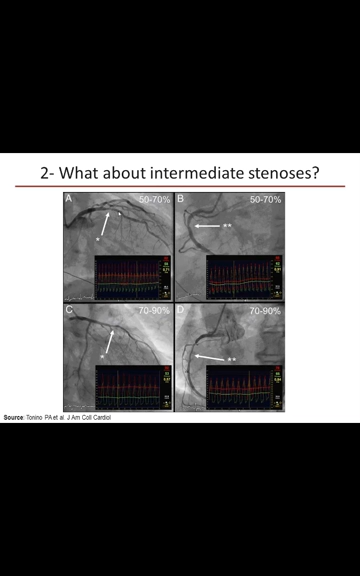 2- What about intermediate stenoses?
A
50-70%
B
50-70%
*
**
C
70-90%
D
70-90%
*
**
Source: Tonino PA et al. J Am Coll Cardiol